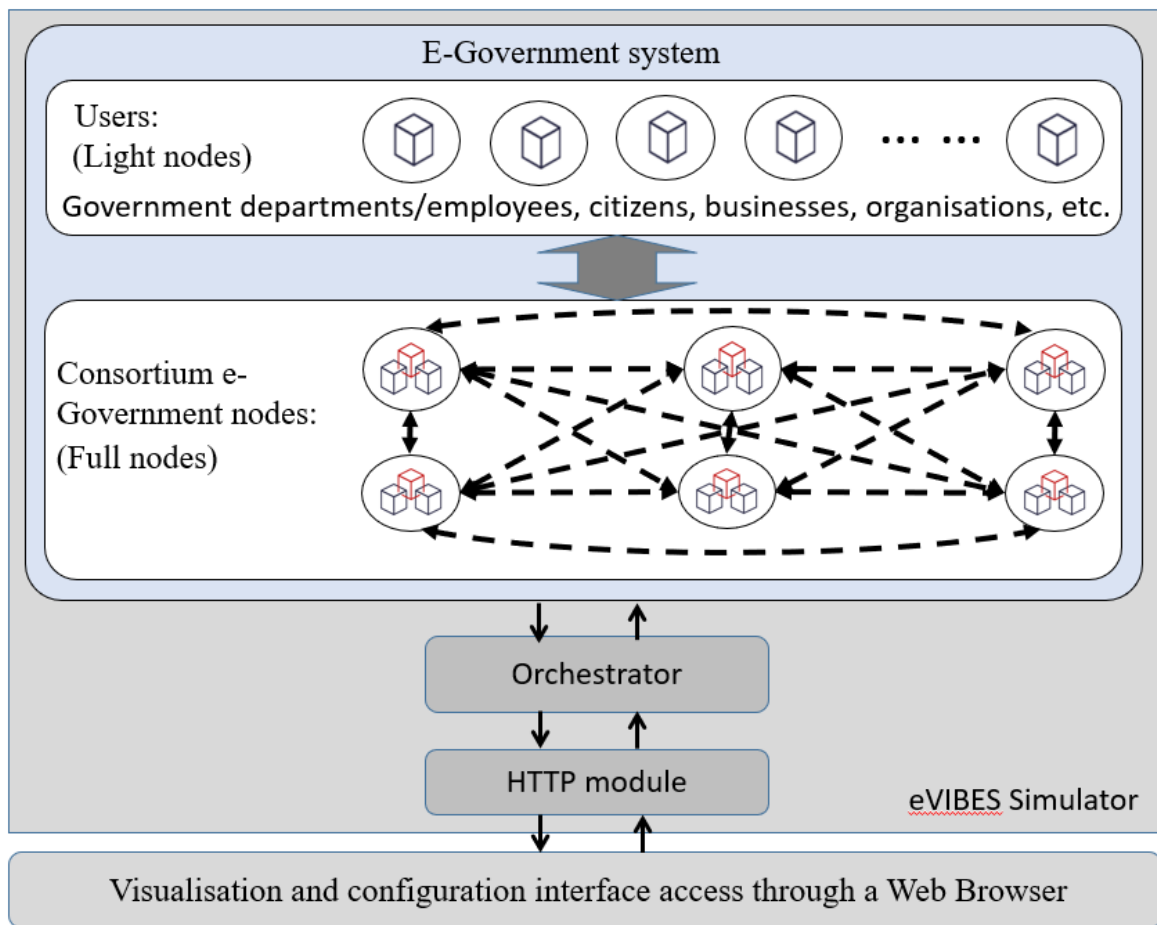 E-Government system
Users:
(Light nodes)
... ...
Government departments/employees, citizens, businesses, organisations, etc.
Consortium e-
Government nodes:
(Full nodes)
Orchestrator
HTTP module
eVIBES Simulator
Visualisation and configuration interface access through a Web Browser